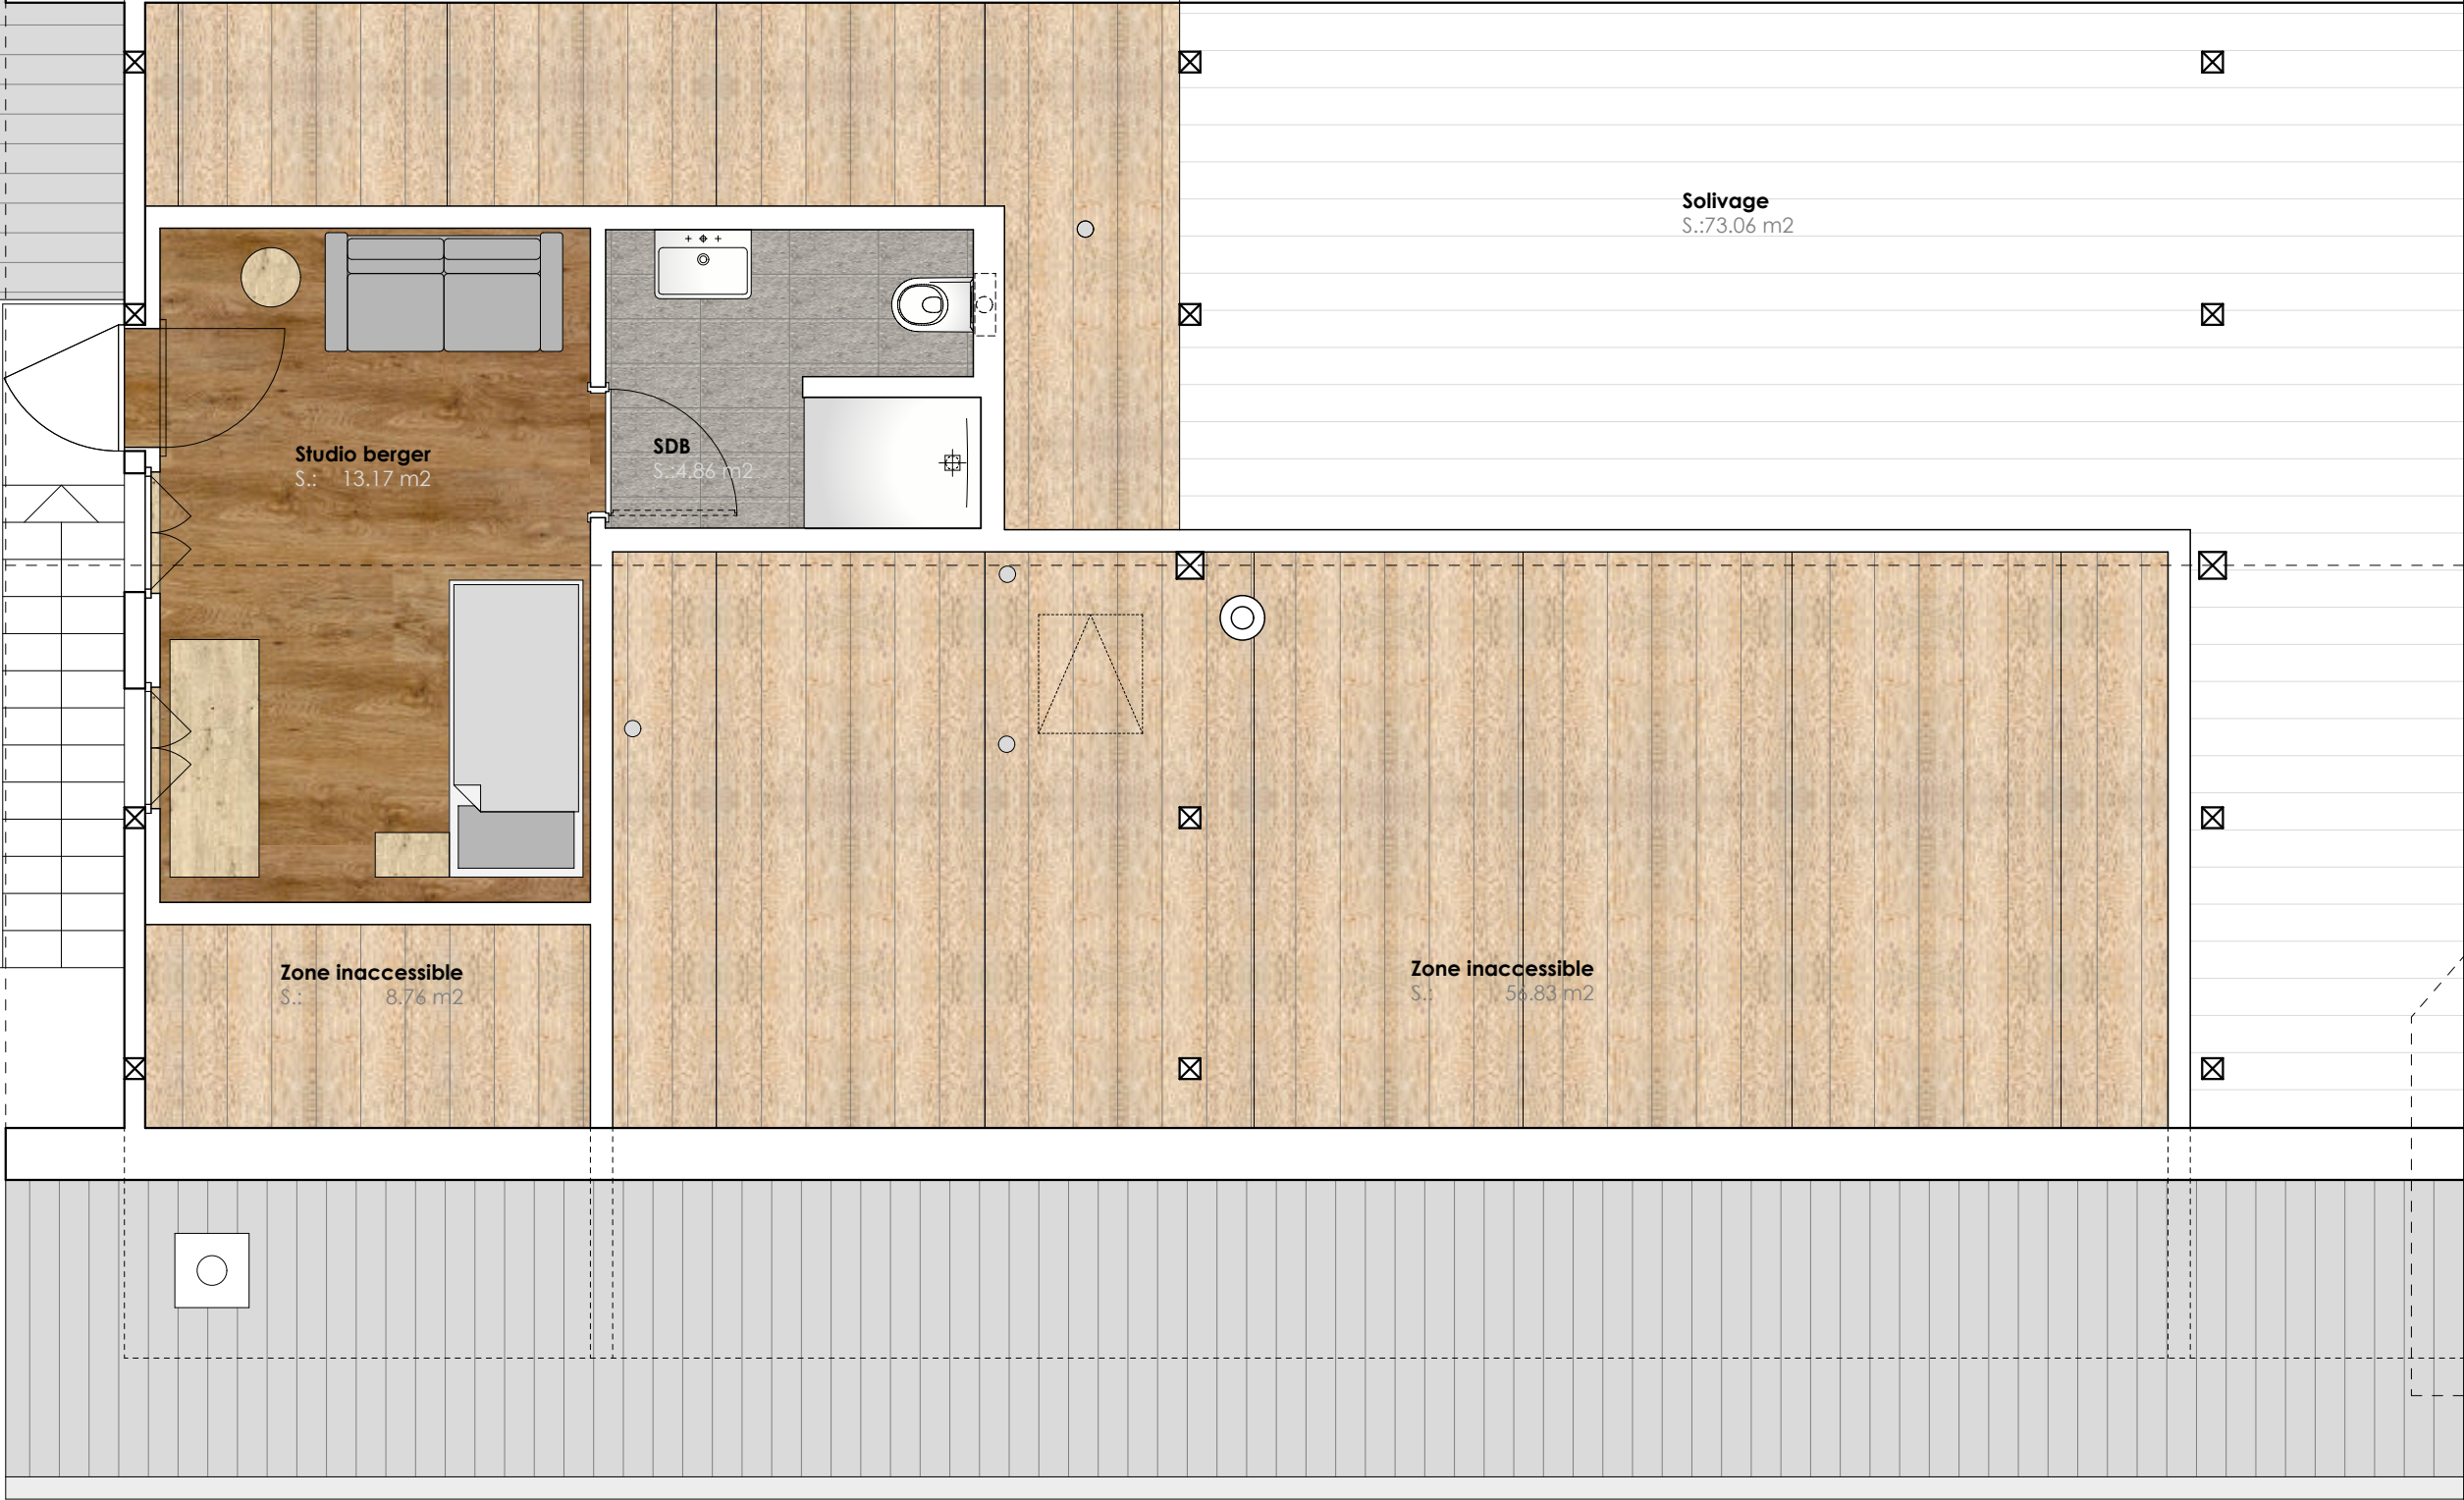 Solivage
S.:73.06 m2
Studio berger
S.: 13.17 m2
SDB
S.:4.86 m2
Zone inaccessible
S.: 8.76 m2
Zone inaccessible
S.: 56.83 m2